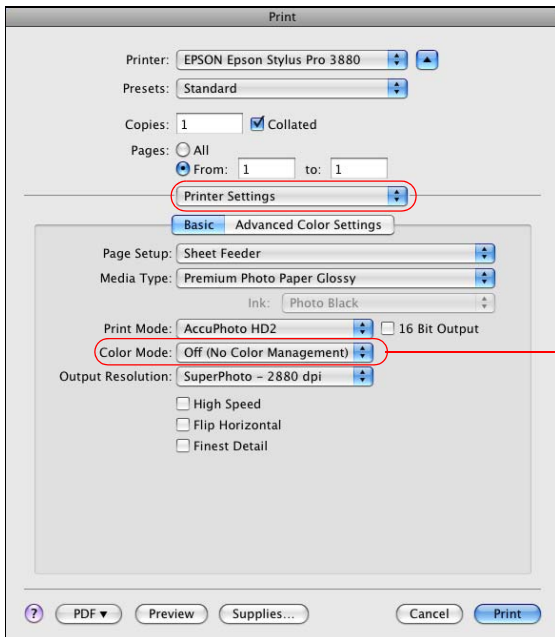 Print
Printer: EPSON Epson Stylus Pro 3880
Presets: Standard
Copies: 1 Collated
Pages: All
From: 1 to: 1
Printer Settings
Basic Advanced Color Settings
Page Setup: Sheet Feeder
Media Type: Premium Photo Paper Glossy
Ink: Photo Black
Print Mode: AccuPhoto HD2 16 Bit Output
Color Mode: Off (No Color Management)
Output Resolution: SuperPhoto – 2880 dpi
High Speed
Flip Horizontal
Finest Detail
? PDF ▾ Preview Supplies... Cancel Print